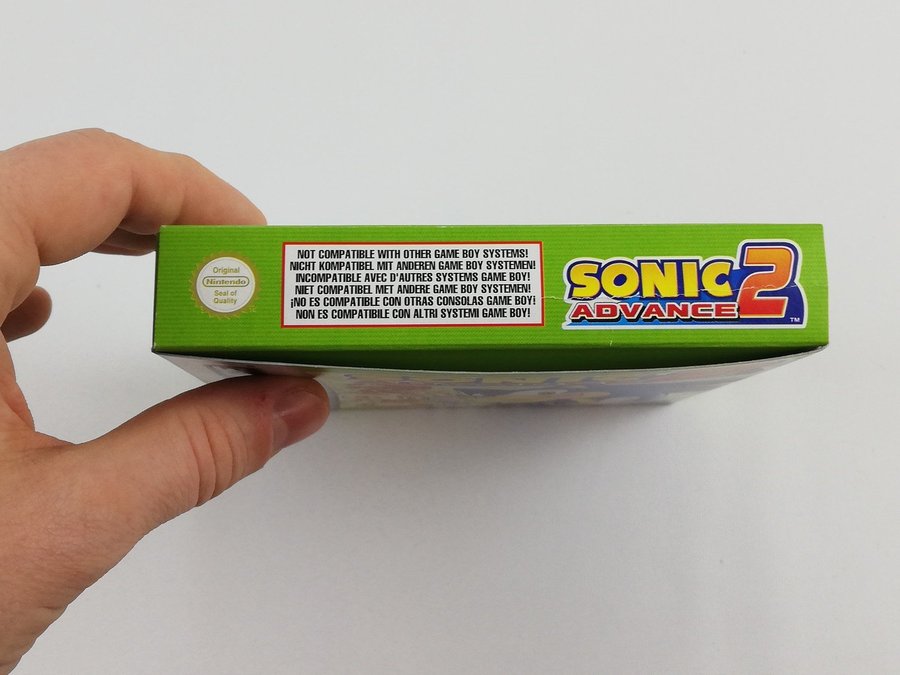 Original
Nintendo
Seal of
Quality
NOT COMPATIBLE WITH OTHER GAME BOY SYSTEMS!
NICHT KOMPATIBEL MIT ANDEREN GAME BOY SYSTEMEN!
INCOMPATIBLE AVEC D'AUTRES SYSTEMS GAME BOY!
NIET COMPATIBEL MET ANDERE GAME BOY SYSTEMEN!
¡NO ES COMPATIBLE CON OTRAS CONSOLAS GAME BOY!
NON ES COMPATIBILE CON ALTRI SYSTEMI GAME BOY!
SONIC
ADVANCE 2
TM